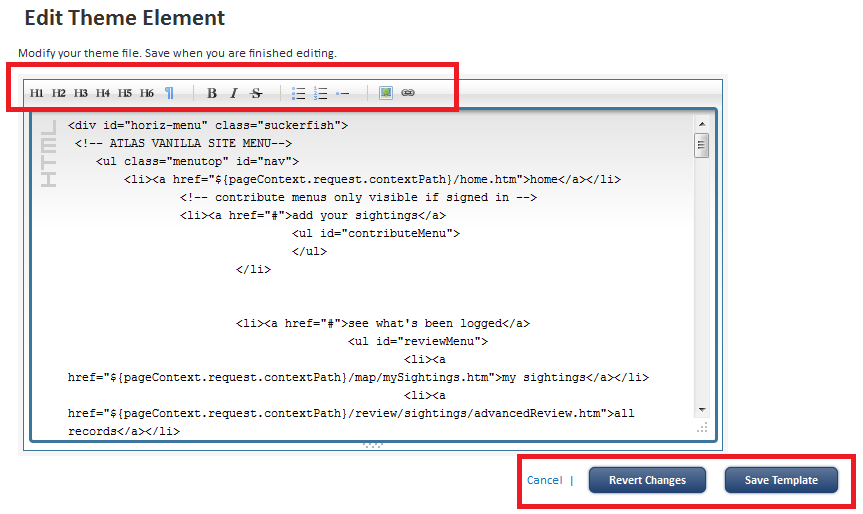 Edit Theme Element
Modify your theme file. Save when you are finished editing.
H1 H2 H3 H4 H5 H6 ¶ B I S
HTML
<div id="horiz-menu" class="suckerfish">
<!-- ATLAS VANILLA SITE MENU-->
<ul class="menutop" id="nav">
<li><a href="${pageContext.request.contextPath}/home.htm">home</a></li>
<!-- contribute menus only visible if signed in -->
<li><a href="#">add your sightings</a>
<ul id="contributeMenu">
</ul>
</li>
<li><a href="#">see what's been logged</a>
<ul id="reviewMenu">
<li><a
href="${pageContext.request.contextPath}/map/mySightings.htm">my sightings</a></li>
<li><a
href="${pageContext.request.contextPath}/review/sightings/advancedReview.htm">all
records</a></li>
Cancel | Revert Changes Save Template